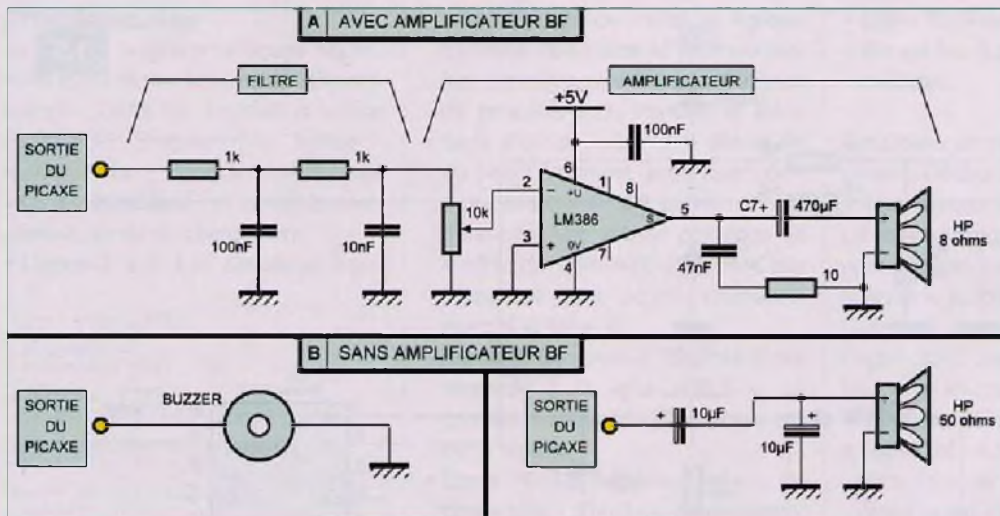 A AVEC AMPLIFICATEUR BF
FILTRE
AMPLIFICATEUR
+5V
100nF
SORTIE
DU
PICAXE
1k
1k
100nF
10nF
10k
2
3
6
+U
1
8
LM386
S
5
+
0V
4
7
-
C7+
470µF
47nF
10
+
HP
8 ohms
B SANS AMPLIFICATEUR BF
SORTIE
DU
PICAXE
BUZZER
SORTIE
DU
PICAXE
+
10µF
+
10µF
+
HP
50 ohms